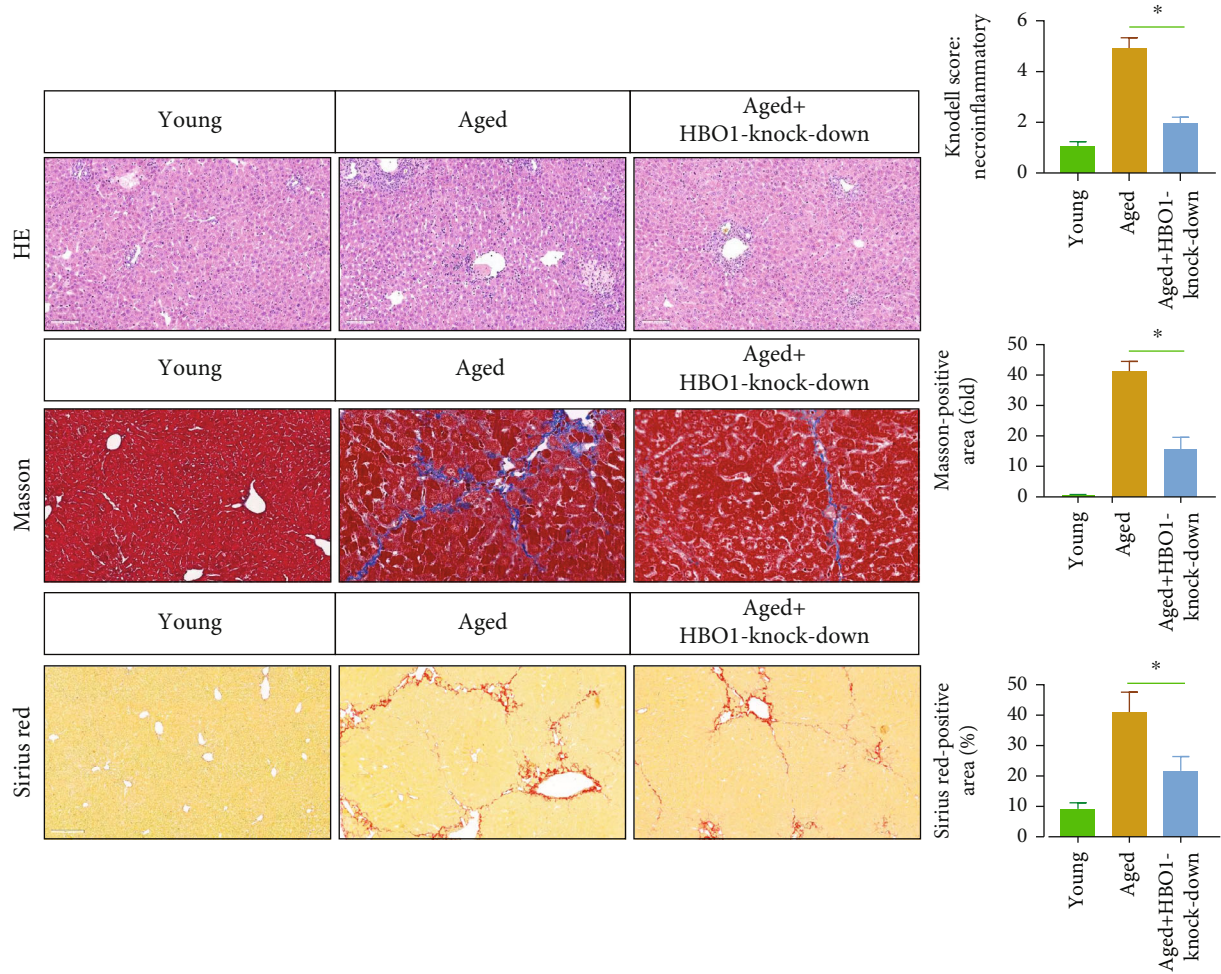 Young
Aged
Aged+
HBO1-knock-down
HE
Young
Aged
Aged+
HBO1-knock-down
Masson
Young
Aged
Aged+
HBO1-knock-down
Sirius red
Knodell score:
necroinflammatory
6
4
2
0
*
Young
Aged
Aged+HBO1-
knock-down
Masson-positive
area (fold)
50
40
30
20
10
0
*
Young
Aged
Aged+HBO1-
knock-down
Sirius red-positive
area (%)
50
40
30
20
10
0
*
Young
Aged
Aged+HBO1-
knock-down